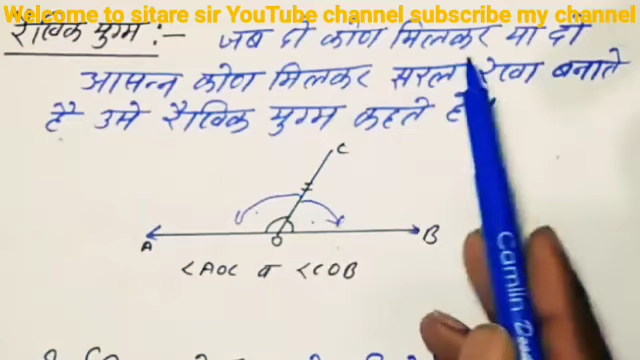 Welcome to sitare sir YouTube channel subscribe my channel
रैखिक युग्म :- जब दो कोण मिलकर या दो
आसन्न कोण मिलकर सरल रेखा बनाते
है उसे रैखिक युग्म कहते
C
A O B
<AOC व <COB
Camlin